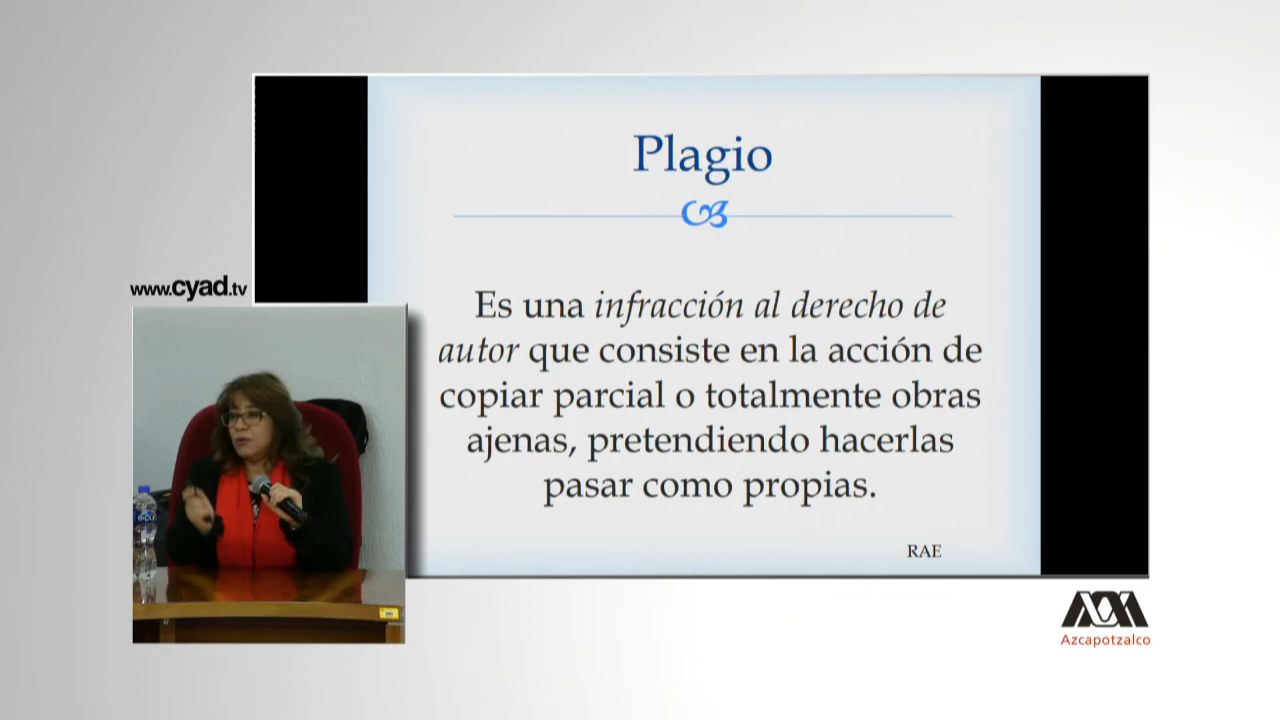 Plagio
Es una infracción al derecho de
autor que consiste en la acción de
copiar parcial o totalmente obras
ajenas, pretendiendo hacerlas
pasar como propias.
RAE
www.cyad.tv
Azcapotzalco